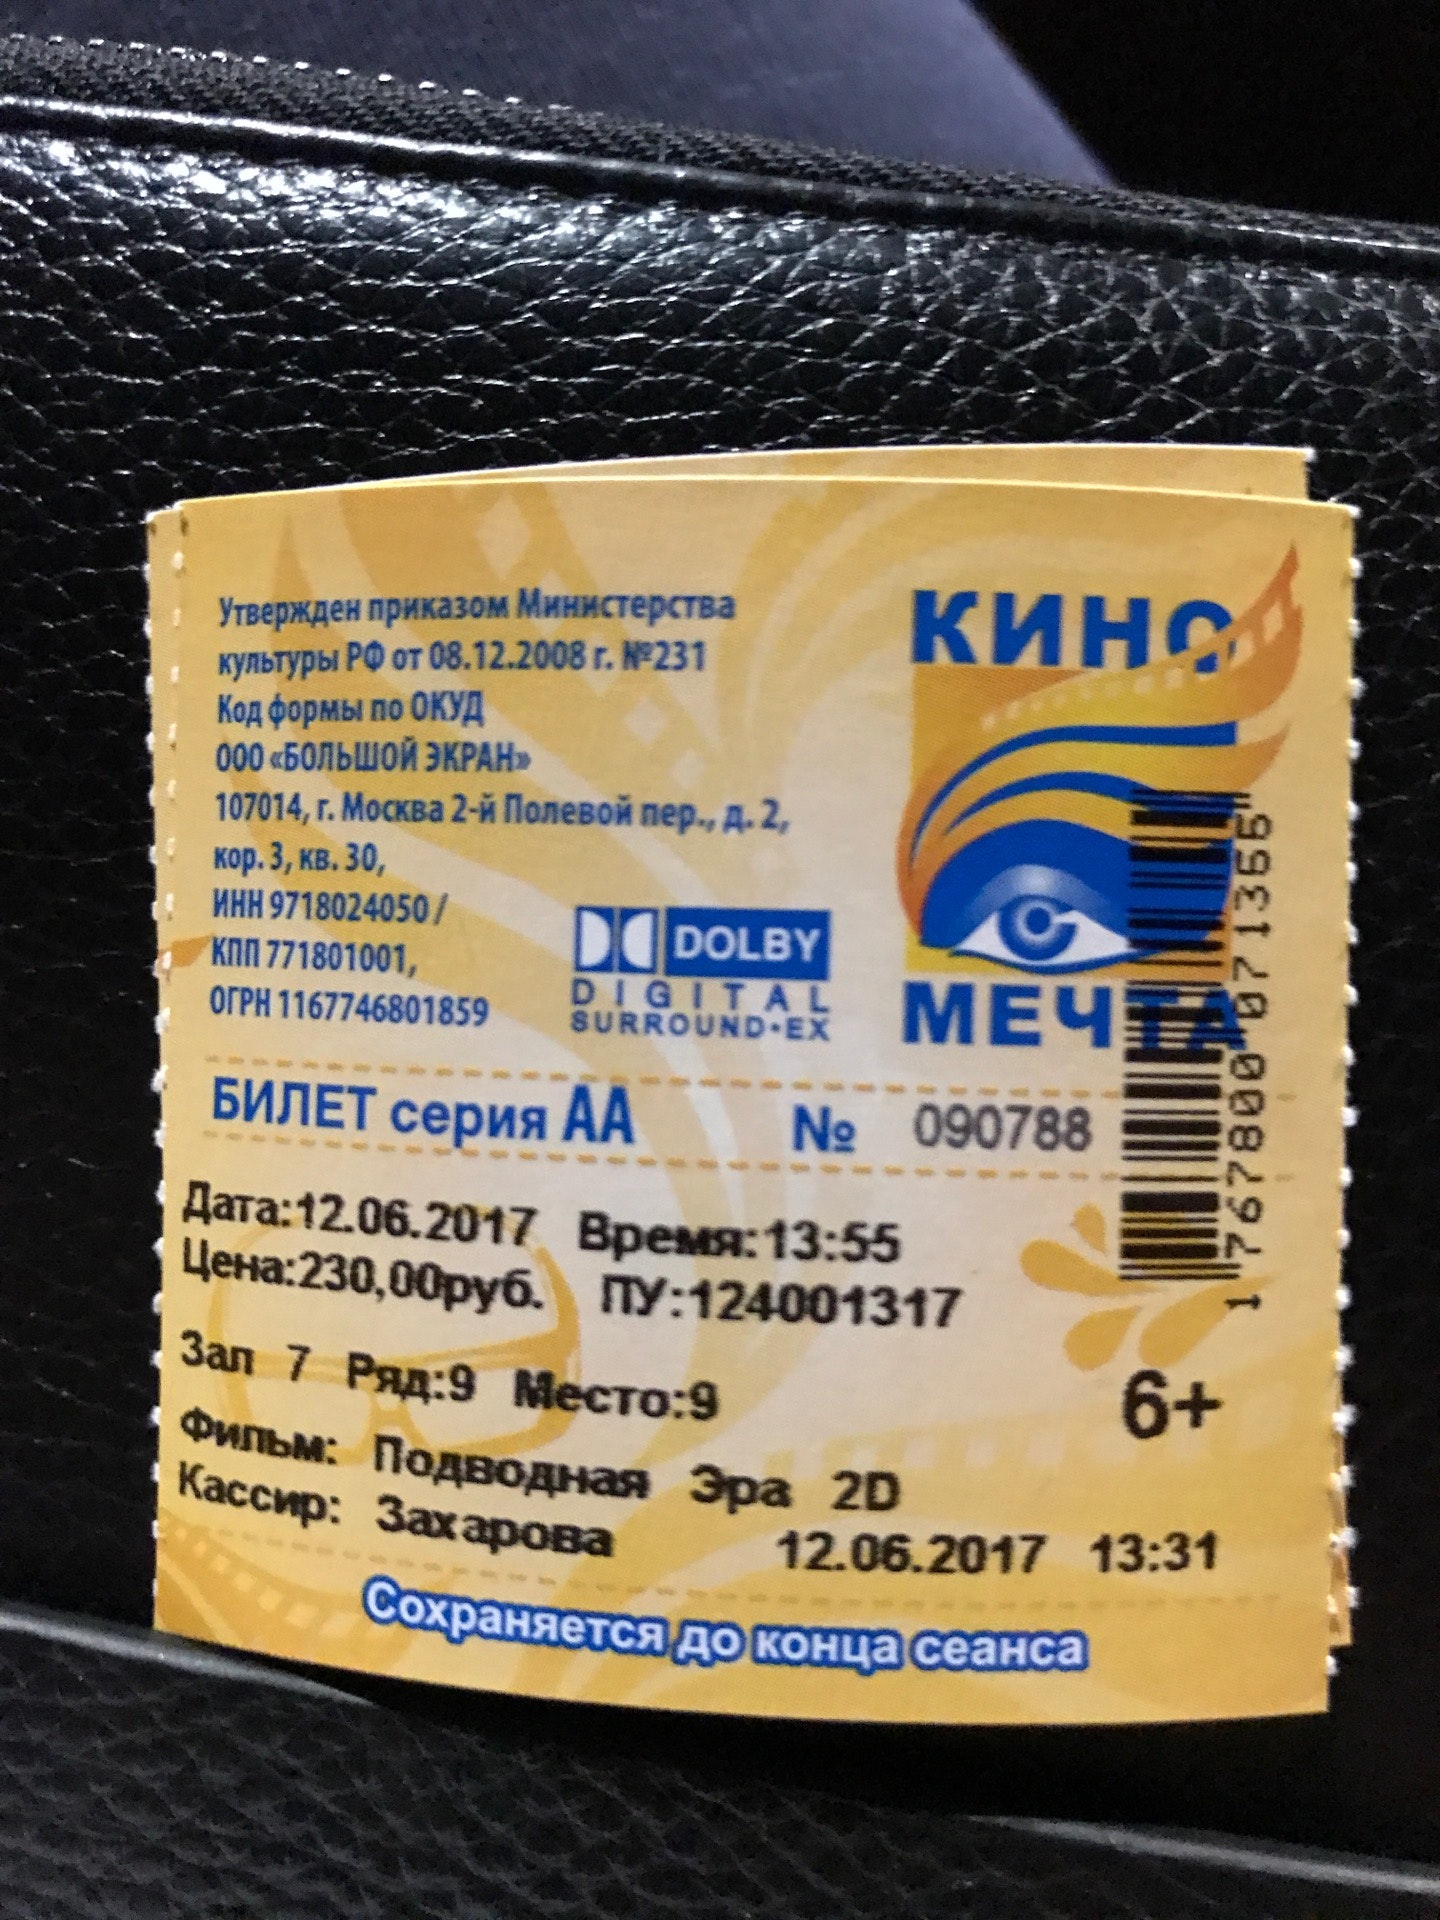 Утвержден приказом Министерства
культуры РФ от 08.12.2008 г. №231
Код формы по ОКУД
ООО «БОЛЬШОЙ ЭКРАН»
107014, г. Москва 2-й Полевой пер., д. 2,
кор. 3, кв. 30,
ИНН 9718024050 /
КПП 771801001,
ОГРН 1167746801859
DOLBY
DIGITAL
SURROUND•EX
КИНО
МЕЧТА
1767800071366
БИЛЕТ серия АА № 090788
Дата:12.06.2017 Время:13:55
Цена:230,00руб. ПУ:124001317
Зал 7 Ряд:9 Место:9
6+
Фильм: Подводная Эра 2D
Кассир: Захарова 12.06.2017 13:31
Сохраняется до конца сеанса